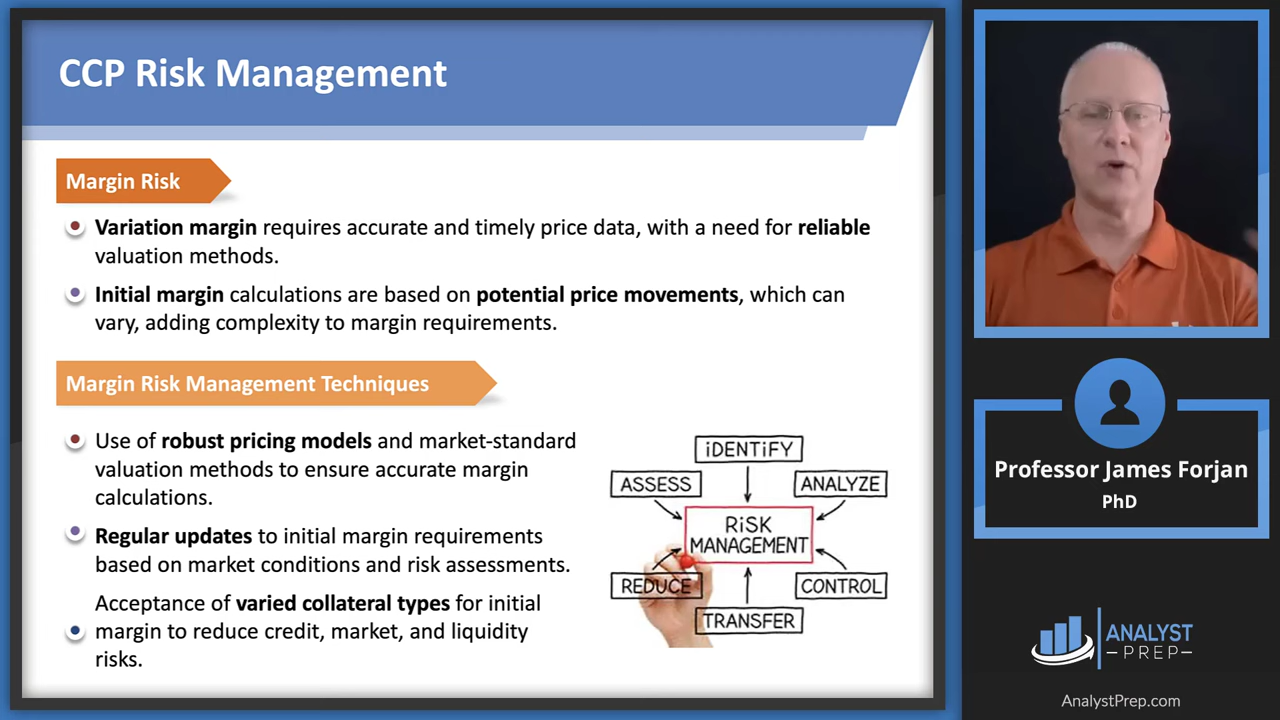 CCP Risk Management
Margin Risk
Variation margin requires accurate and timely price data, with a need for reliable
valuation methods.
Initial margin calculations are based on potential price movements, which can
vary, adding complexity to margin requirements.
Margin Risk Management Techniques
Use of robust pricing models and market-standard
valuation methods to ensure accurate margin
calculations.
Regular updates to initial margin requirements
based on market conditions and risk assessments.
Acceptance of varied collateral types for initial
margin to reduce credit, market, and liquidity
risks.
iDENTiFY
ASSESS
ANALYZE
RiSK
MANAGEMENT
REDUCE
CONTROL
TRANSFER
Professor James Forjan
PhD
ANALYST
PREP
AnalystPrep.com